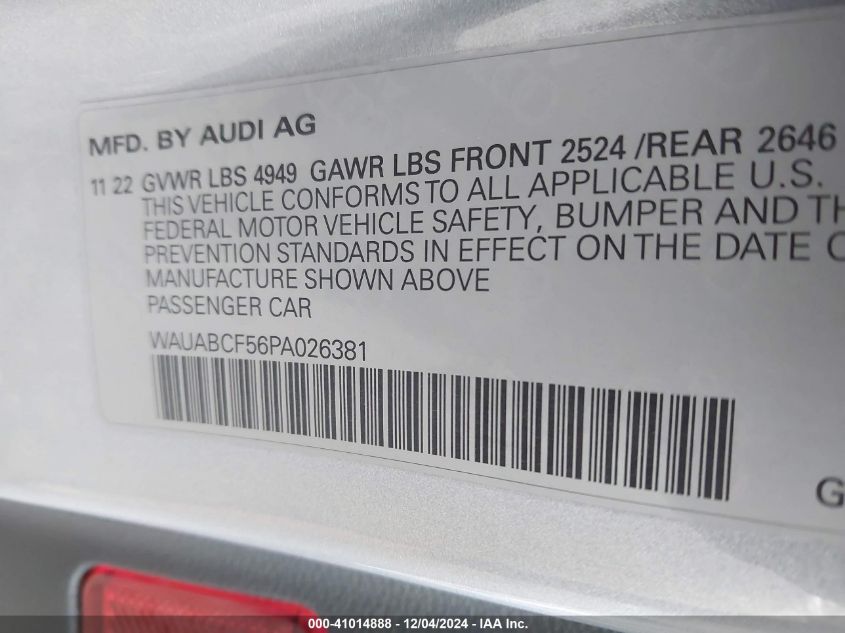 MFD. BY AUDI AG
11 22 GVWR LBS 4949 GAWR LBS FRONT 2524 /REAR 2646
THIS VEHICLE CONFORMS TO ALL APPLICABLE U.S.
FEDERAL MOTOR VEHICLE SAFETY, BUMPER AND TH
PREVENTION STANDARDS IN EFFECT ON THE DATE
MANUFACTURE SHOWN ABOVE
PASSENGER CAR
WAUABCF56PA026381
G
000-41014888 - 12/04/2024 - IAA Inc.